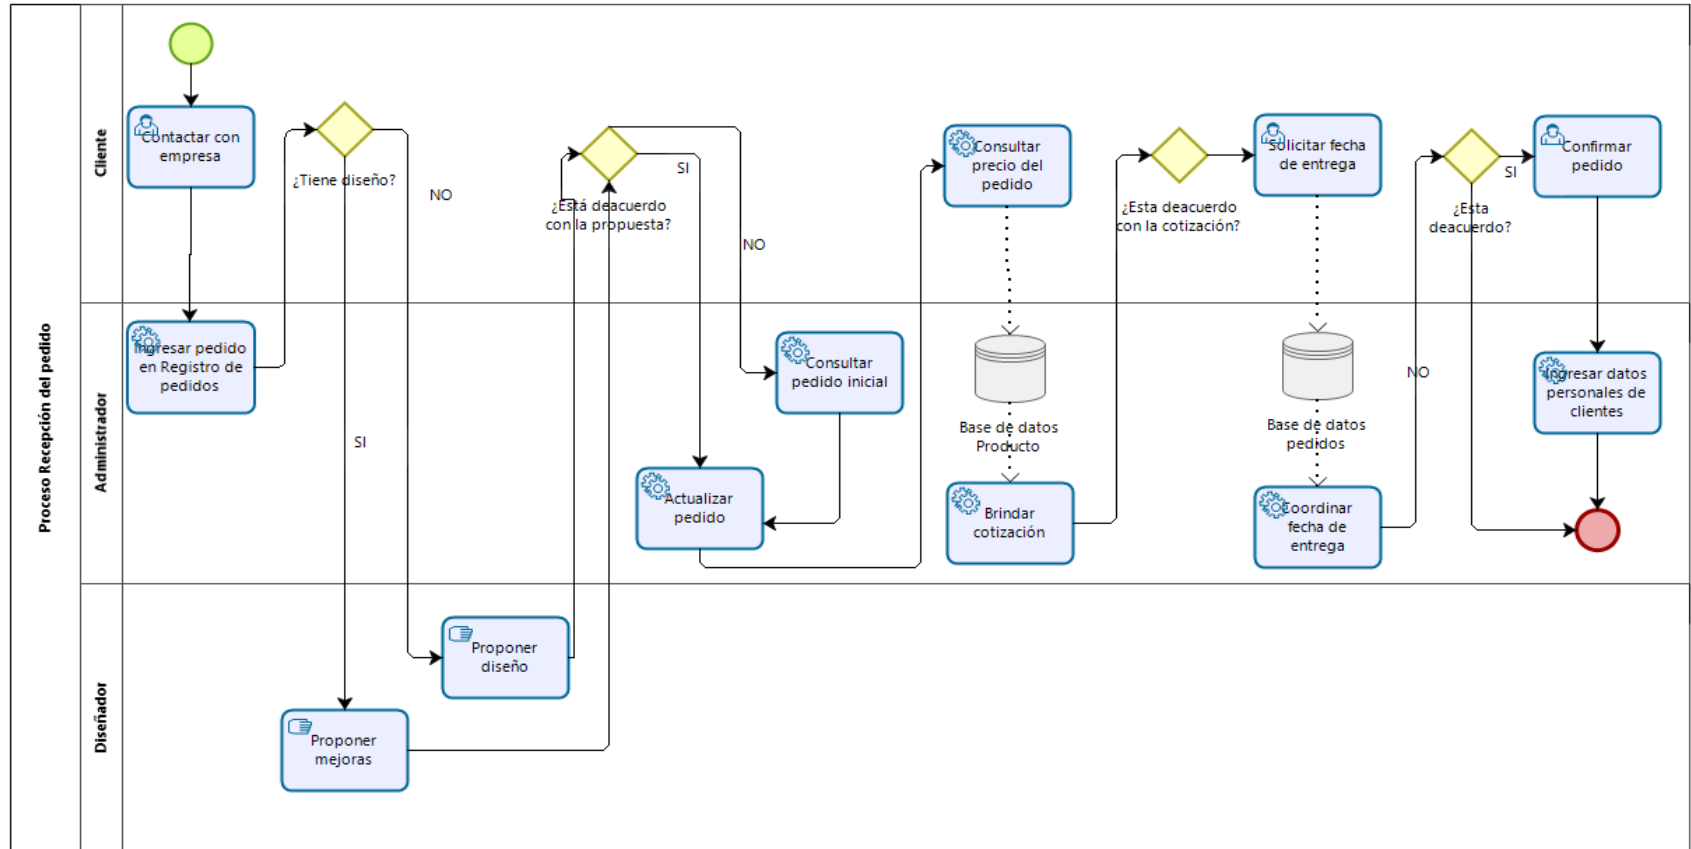 Proceso Recepción del pedido
Cliente
Contactar con
empresa
¿Tiene diseño?
NO
SI
¿Está deacuerdo
con la propuesta?
SI
NO
Consultar
precio del
pedido
¿Esta deacuerdo
con la cotización?
Solicitar fecha
de entrega
¿Esta
deacuerdo?
SI
NO
Confirmar
pedido
Administrador
Ingresar pedido
en Registro de
pedidos
Consultar
pedido inicial
Actualizar
pedido
Base de datos
Producto
Brindar
cotización
Base de datos
pedidos
Coordinar
fecha de
entrega
Ingresar datos
personales de
clientes
Diseñador
Proponer
diseño
Proponer
mejoras